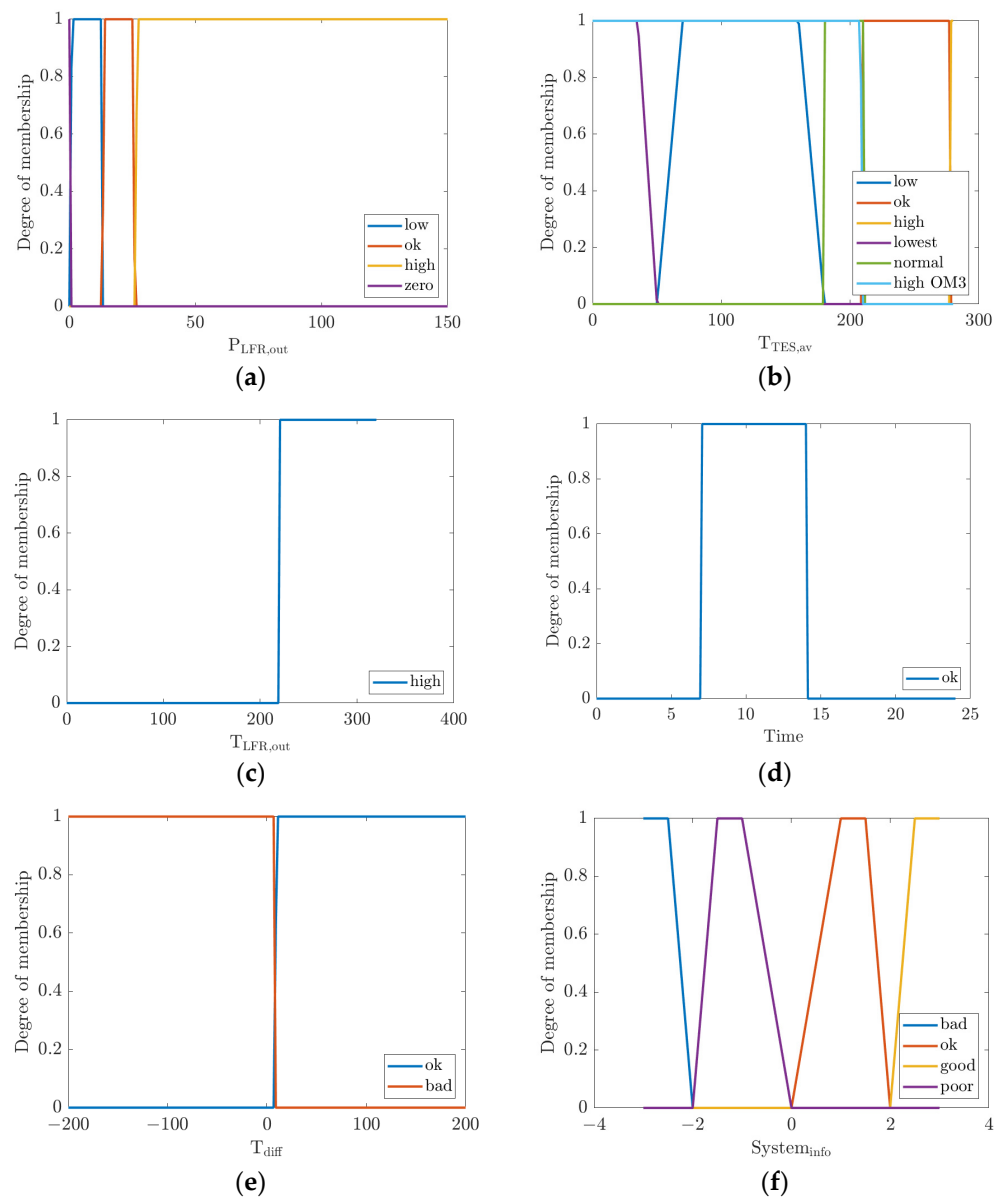 Degree of membership
1
0.8
0.6
0.4
0.2
0
low
ok
high
zero
0 50 100 150
P_LFR,out
(a)
Degree of membership
1
0.8
0.6
0.4
0.2
0
low
ok
high
lowest
normal
high OM3
0 100 200 300
T_TES,av
(b)
Degree of membership
1
0.8
0.6
0.4
0.2
0
high
0 100 200 300 400
T_LFR,out
(c)
Degree of membership
1
0.8
0.6
0.4
0.2
0
ok
0 5 10 15 20 25
Time
(d)
Degree of membership
1
0.8
0.6
0.4
0.2
0
ok
bad
−200 −100 0 100 200
T_diff
(e)
Degree of membership
1
0.8
0.6
0.4
0.2
0
bad
ok
good
poor
−4 −2 0 2 4
System_info
(f)